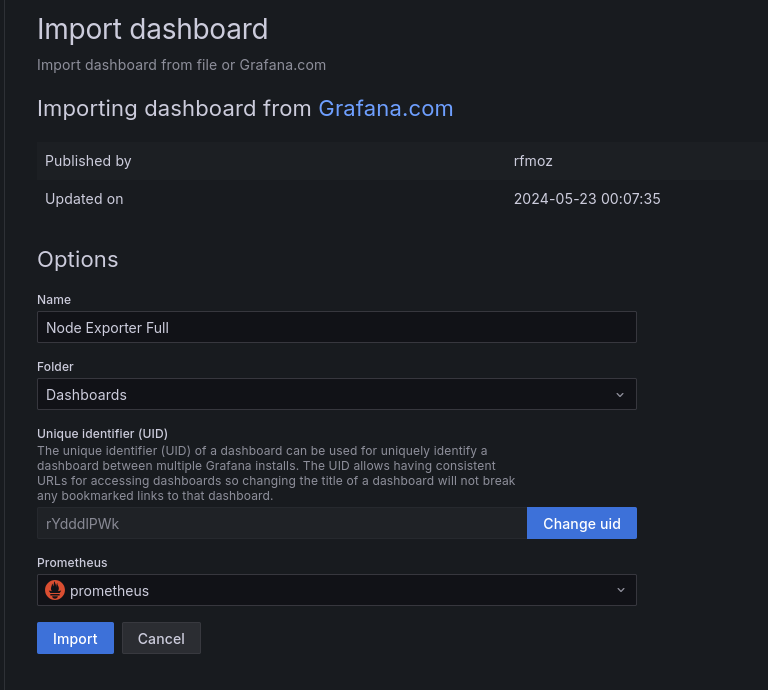 Import dashboard
Import dashboard from file or Grafana.com
Importing dashboard from Grafana.com
Published by rfmoz
Updated on 2024-05-23 00:07:35
Options
Name
Node Exporter Full
Folder
Dashboards
Unique identifier (UID)
The unique identifier (UID) of a dashboard can be used for uniquely identify a
dashboard between multiple Grafana installs. The UID allows having consistent
URLs for accessing dashboards so changing the title of a dashboard will not break
any bookmarked links to that dashboard.
rYdddlPWk Change uid
Prometheus
prometheus
Import Cancel